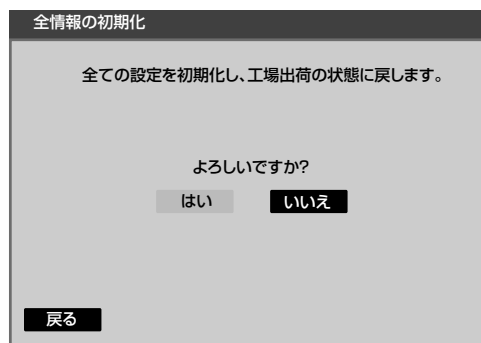 全情報の初期化
全ての設定を初期化し、工場出荷の状態に戻します。
よろしいですか?
はい いいえ
戻る